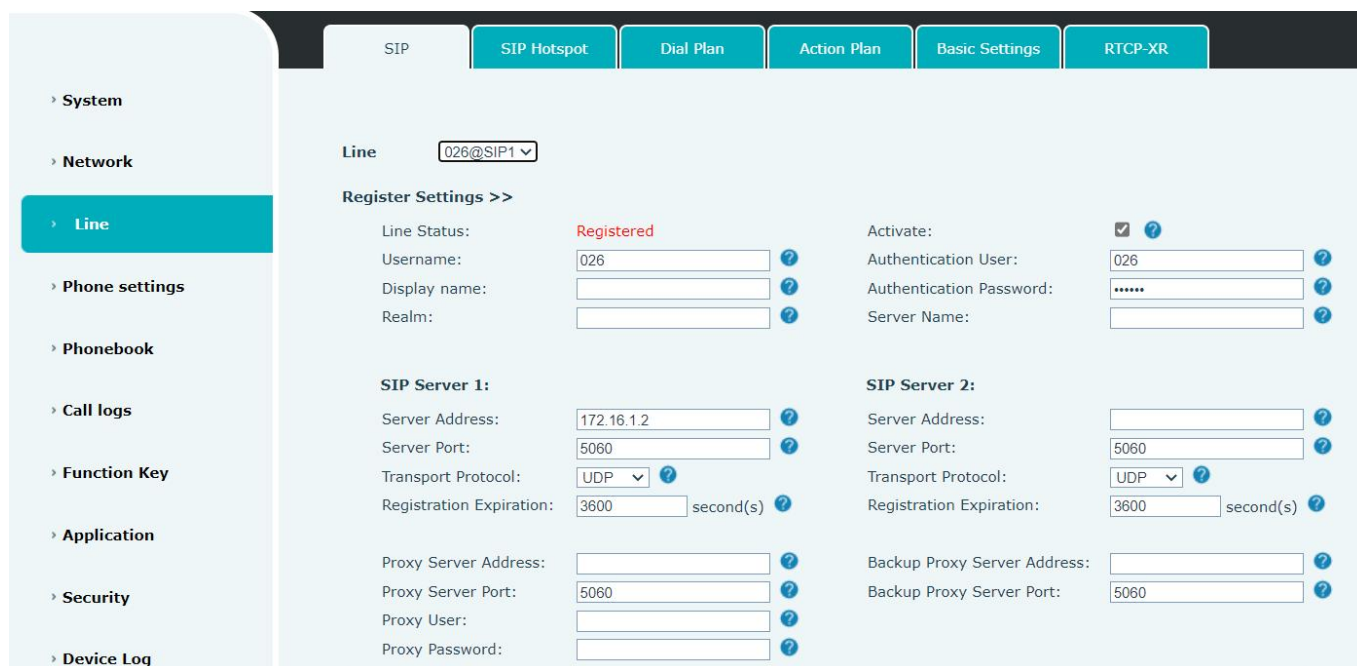 SIP SIP Hotspot Dial Plan Action Plan Basic Settings RTCP-XR
› System
› Network
› Line
› Phone settings
› Phonebook
› Call logs
› Function Key
› Application
› Security
› Device Log
Line 026@SIP1
Register Settings >>
Line Status: Registered Activate:
Username: 026 Authentication User: 026
Display name: Authentication Password: ••••••
Realm: Server Name:
SIP Server 1: SIP Server 2:
Server Address: 172.16.1.2 Server Address:
Server Port: 5060 Server Port: 5060
Transport Protocol: UDP Transport Protocol: UDP
Registration Expiration: 3600 second(s) Registration Expiration: 3600 second(s)
Proxy Server Address: Backup Proxy Server Address:
Proxy Server Port: 5060 Backup Proxy Server Port: 5060
Proxy User:
Proxy Password: